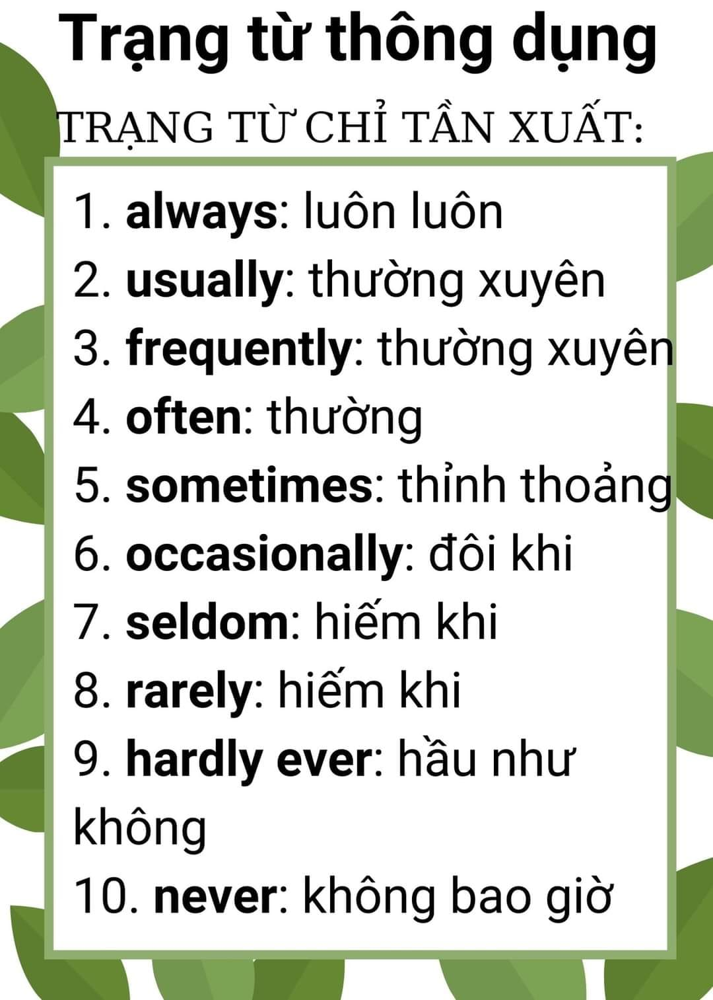 Trạng từ thông dụng
TRẠNG TỪ CHỈ TẦN XUẤT:
1. always: luôn luôn
2. usually: thường xuyên
3. frequently: thường xuyên
4. often: thường
5. sometimes: thỉnh thoảng
6. occasionally: đôi khi
7. seldom: hiếm khi
8. rarely: hiếm khi
9. hardly ever: hầu như
không
10. never: không bao giờ